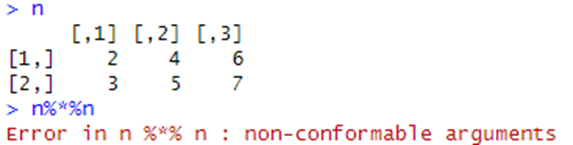 > n
     [,1] [,2] [,3]
[1,]    2    4    6
[2,]    3    5    7
> n%*%n
Error in n %*% n : non-conformable arguments